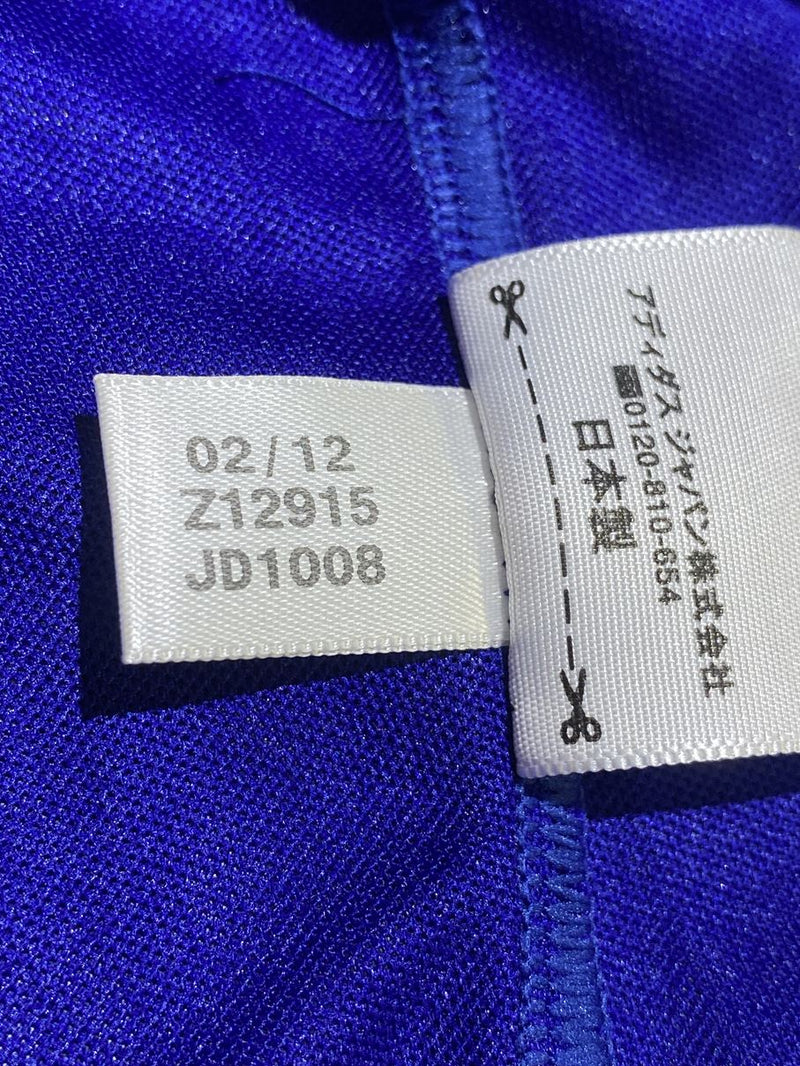 02/12
Z12915
JD1008
アディダス ジャパン株式会社
0120-810-654
日本製